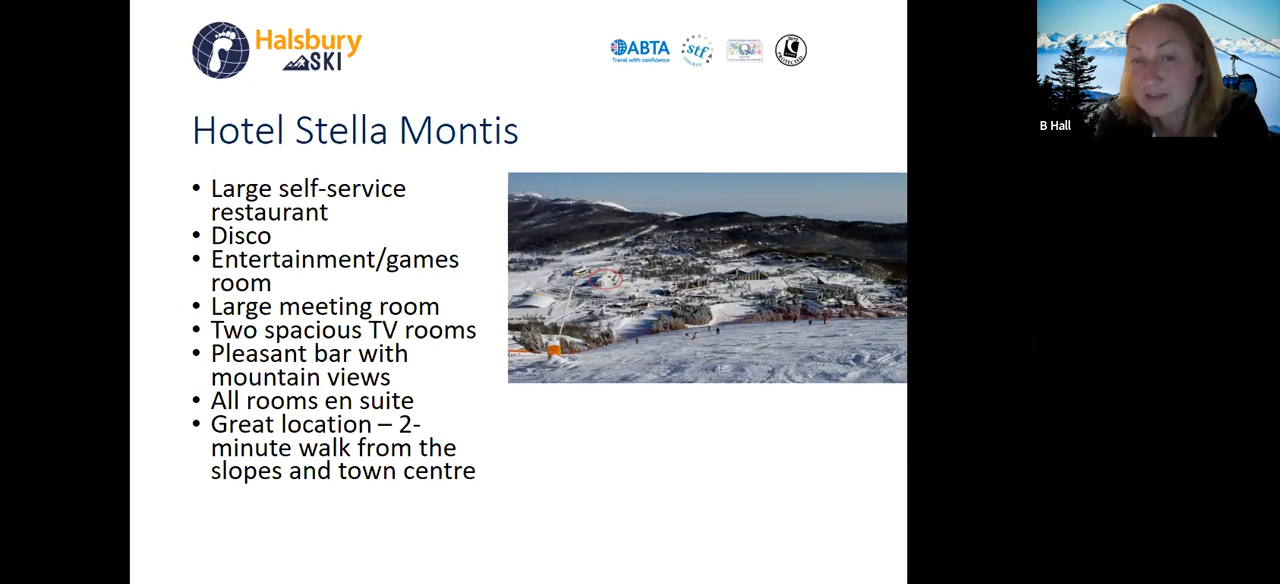 Halsbury
SKI
ABTA
Travel with confidence
stf
ASSURED
PROTECTED
B Hall
Hotel Stella Montis
• Large self-service
restaurant
• Disco
• Entertainment/games
room
• Large meeting room
• Two spacious TV rooms
• Pleasant bar with
mountain views
• All rooms en suite
• Great location – 2-
minute walk from the
slopes and town centre